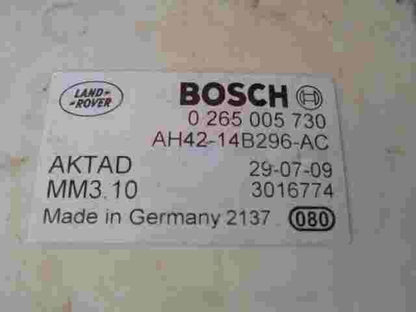 LAND-
ROVER
BOSCH
0 265 005 730
AH42-14B296-AC
AKTAD 29-07-09
MM3.10 3016774
Made in Germany 2137 080